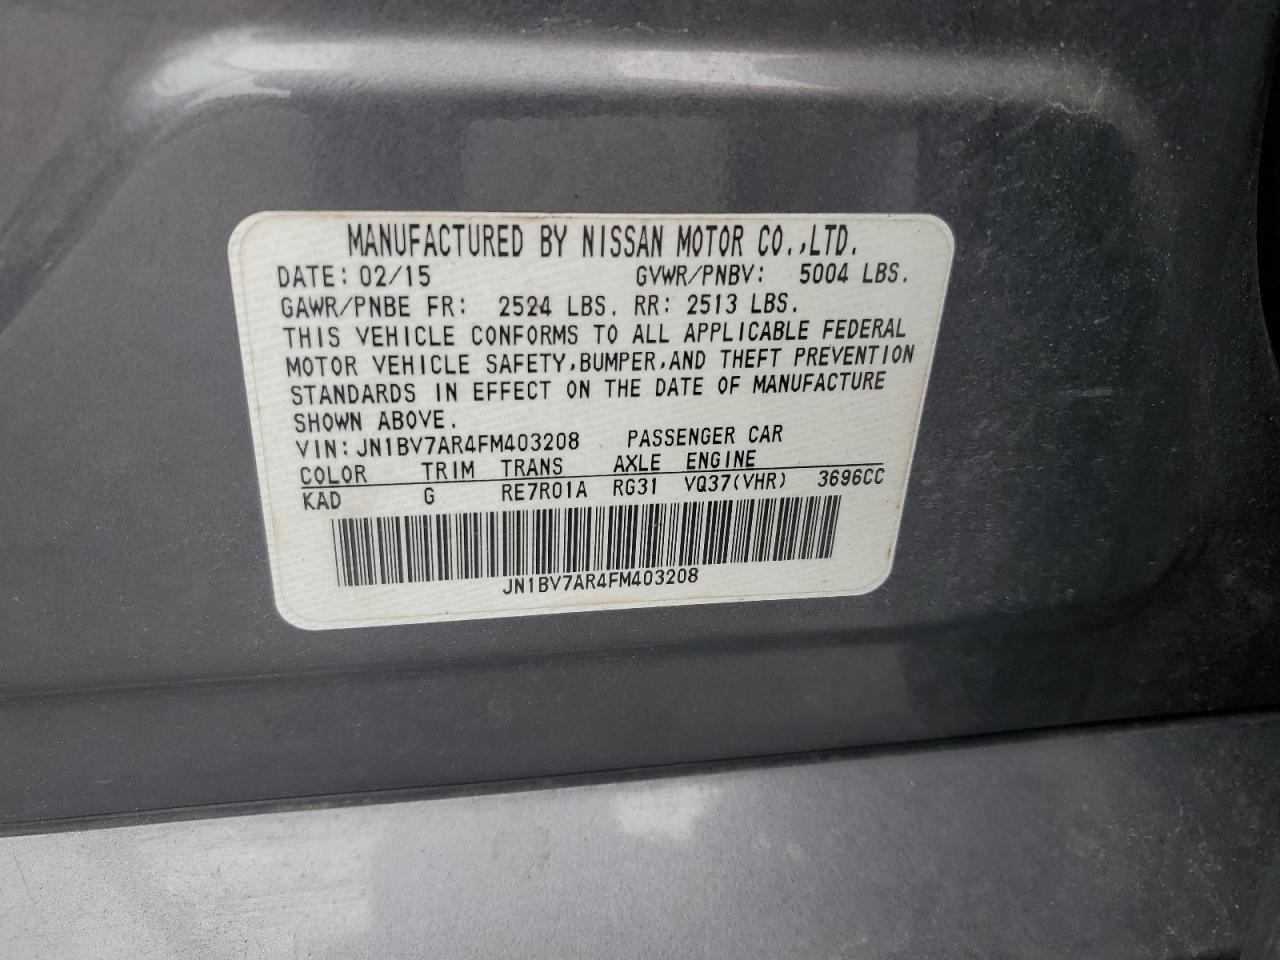 MANUFACTURED BY NISSAN MOTOR CO.,LTD.
DATE: 02/15 GVWR/PNBV: 5004 LBS.
GAWR/PNBE FR: 2524 LBS. RR: 2513 LBS.
THIS VEHICLE CONFORMS TO ALL APPLICABLE FEDERAL
MOTOR VEHICLE SAFETY,BUMPER,AND THEFT PREVENTION
STANDARDS IN EFFECT ON THE DATE OF MANUFACTURE
SHOWN ABOVE.
VIN:JN1BV7AR4FM403208 PASSENGER CAR
COLOR TRIM TRANS AXLE ENGINE
KAD G RE7R01A RG31 VQ37(VHR) 3696CC
JN1BV7AR4FM403208